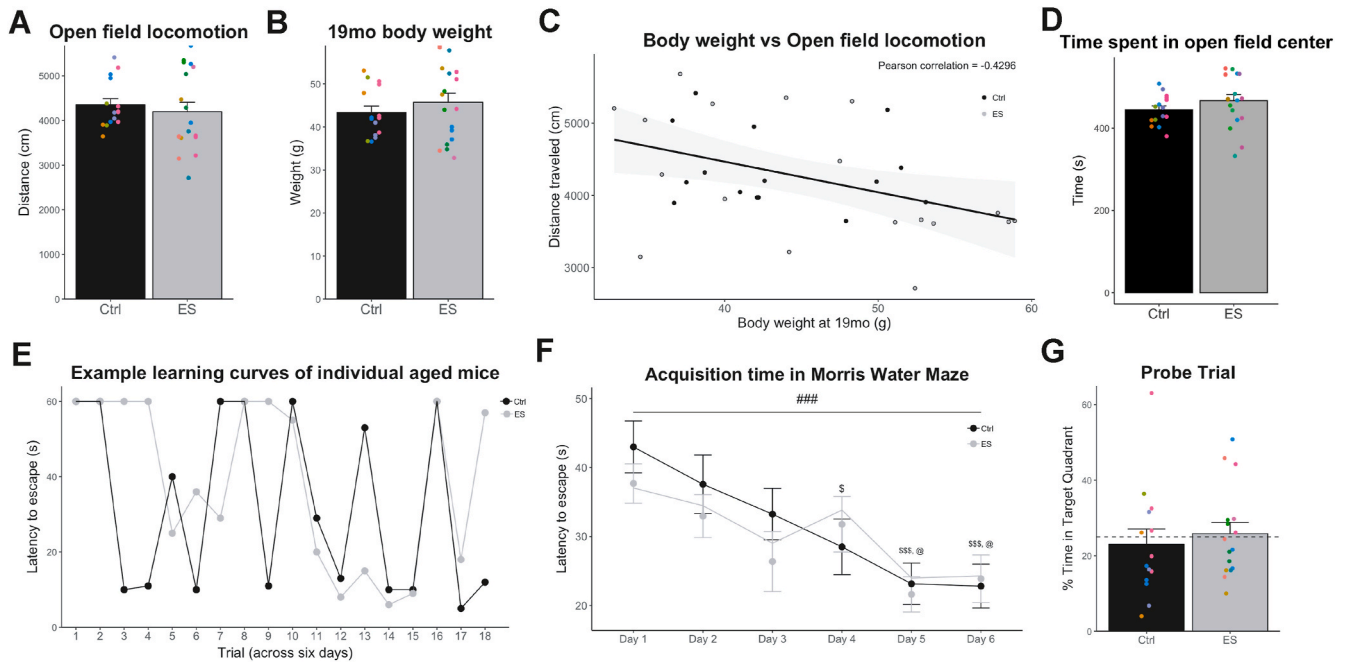 A
Open field locomotion
Distance (cm)
5000
4000
3000
2000
1000
0
Ctrl
ES
B
19mo body weight
Weight (g)
50
40
30
20
10
0
Ctrl
ES
C
Body weight vs Open field locomotion
Pearson correlation = -0.4296
Ctrl
ES
Distance traveled (cm)
5000
4000
3000
40
50
60
Body weight at 19mo (g)
D
Time spent in open field center
Time (s)
400
200
0
Ctrl
ES
E
Example learning curves of individual aged mice
Ctrl
ES
Latency to escape (s)
60
40
20
0
1 2 3 4 5 6 7 8 9 10 11 12 13 14 15 16 17 18
Trial (across six days)
F
Acquisition time in Morris Water Maze
###
Ctrl
ES
Latency to escape (s)
50
40
30
20
$
$$$, @
$$$, @
Day 1 Day 2 Day 3 Day 4 Day 5 Day 6
G
Probe Trial
% Time in Target Quadrant
60
40
20
0
Ctrl
ES